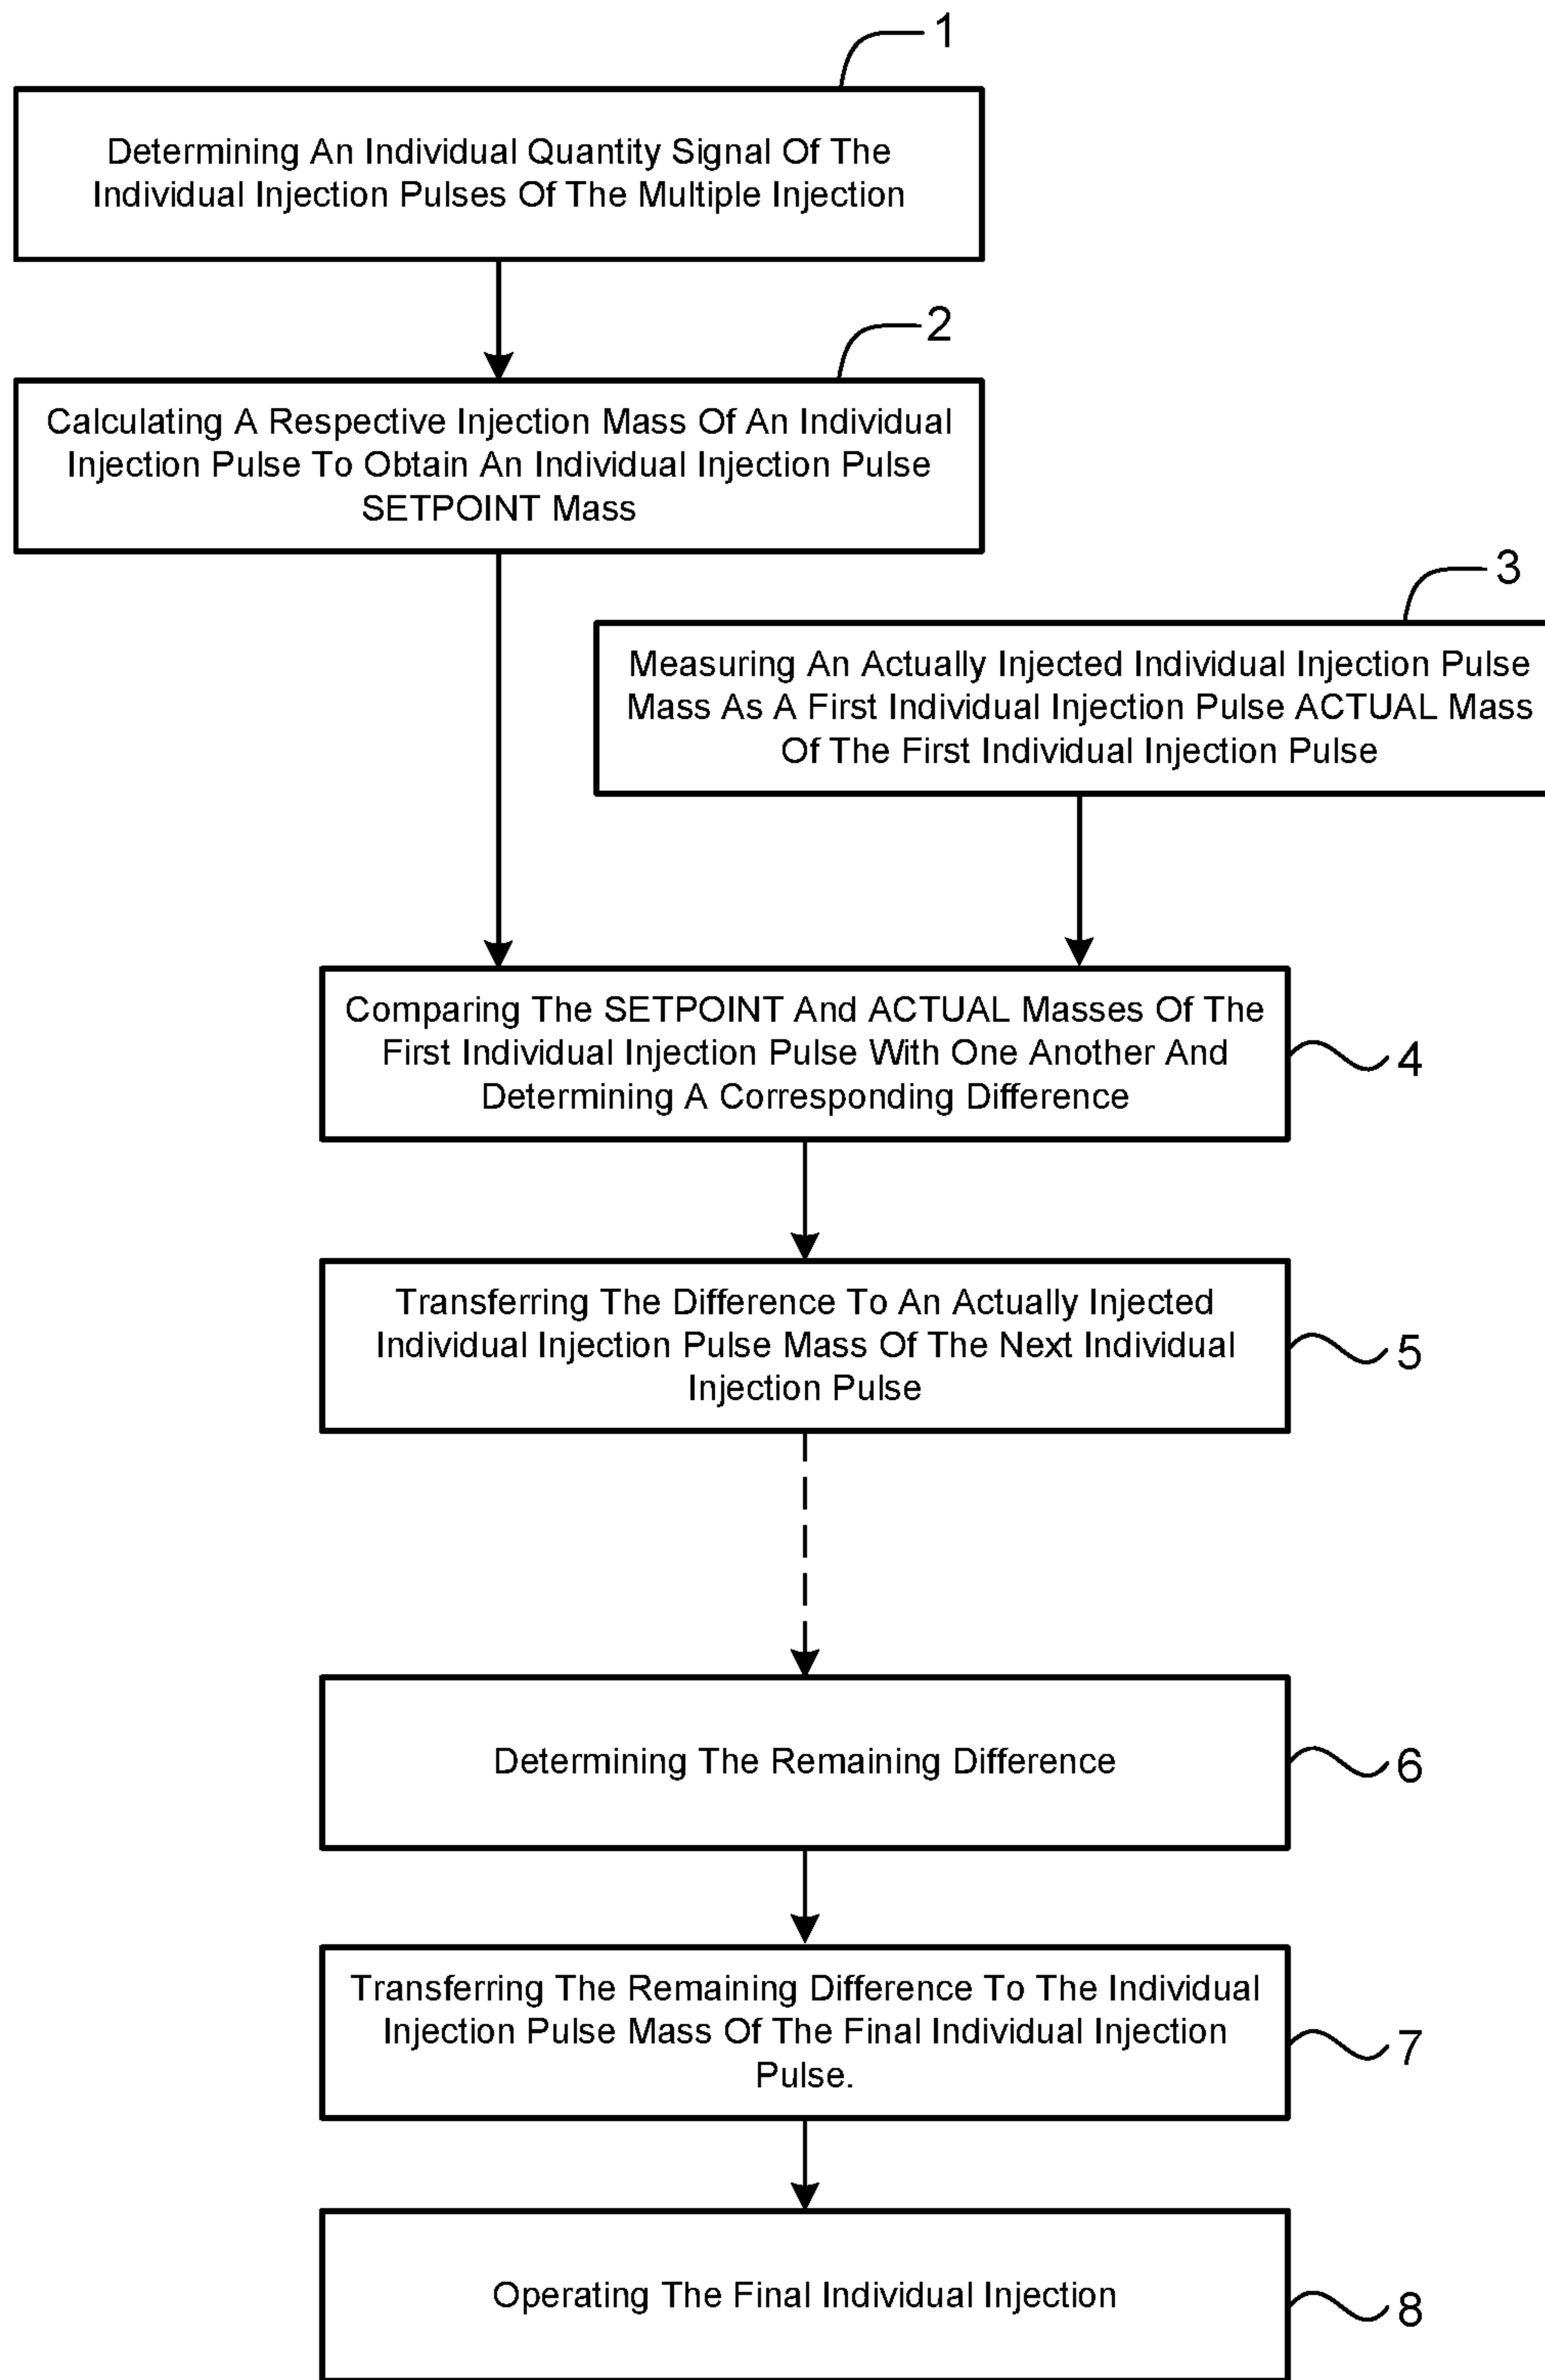 1
Determining An Individual Quantity Signal Of The
Individual Injection Pulses Of The Multiple Injection
2
Calculating A Respective Injection Mass Of An Individual
Injection Pulse To Obtain An Individual Injection Pulse
SETPOINT Mass
3
Measuring An Actually Injected Individual Injection Pulse
Mass As A First Individual Injection Pulse ACTUAL Mass
Of The First Individual Injection Pulse
Comparing The SETPOINT And ACTUAL Masses Of The
First Individual Injection Pulse With One Another And
Determining A Corresponding Difference
4
Transferring The Difference To An Actually Injected
Individual Injection Pulse Mass Of The Next Individual
Injection Pulse
5
Determining The Remaining Difference
6
Transferring The Remaining Difference To The Individual
Injection Pulse Mass Of The Final Individual Injection
Pulse.
7
Operating The Final Individual Injection
8